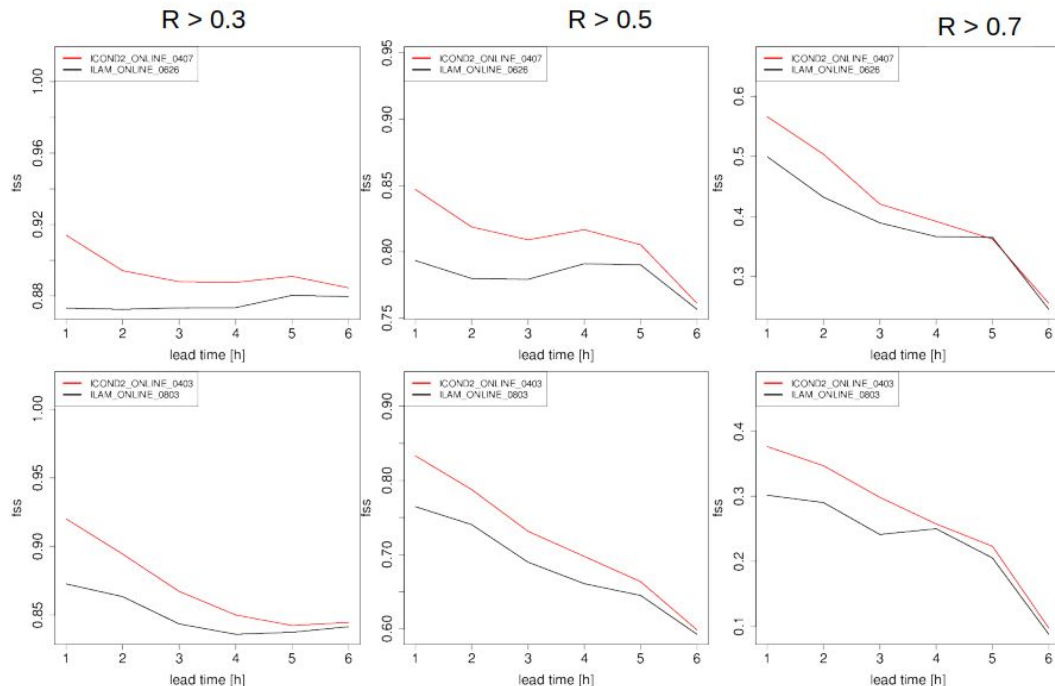 R > 0.3
R > 0.5
R > 0.7
ICOND2_ONLINE_0407
ILAM_ONLINE_0626
fss
1.00
0.96
0.92
0.88
1 2 3 4 5 6
lead time [h]
ICOND2_ONLINE_0407
ILAM_ONLINE_0626
fss
0.95
0.90
0.85
0.80
0.75
1 2 3 4 5 6
lead time [h]
ICOND2_ONLINE_0407
ILAM_ONLINE_0626
fss
0.6
0.5
0.4
0.3
1 2 3 4 5 6
lead time [h]
ICOND2_ONLINE_0403
ILAM_ONLINE_0803
fss
1.00
0.95
0.90
0.85
1 2 3 4 5 6
lead time [h]
ICOND2_ONLINE_0403
ILAM_ONLINE_0803
fss
0.90
0.80
0.70
0.60
1 2 3 4 5 6
lead time [h]
ICOND2_ONLINE_0403
ILAM_ONLINE_0803
fss
0.4
0.3
0.2
0.1
1 2 3 4 5 6
lead time [h]